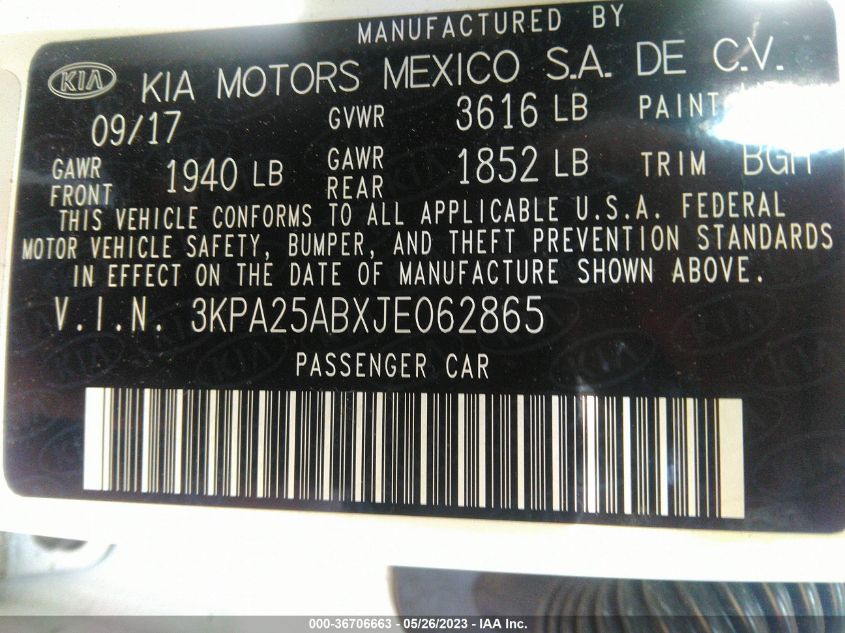 MANUFACTURED BY
KIA KIA MOTORS MEXICO S.A. DE C.V.
09/17 GVWR 3616 LB PAINT
GAWR FRONT 1940 LB GAWR REAR 1852 LB TRIM BGH
THIS VEHICLE CONFORMS TO ALL APPLICABLE U.S.A. FEDERAL
MOTOR VEHICLE SAFETY, BUMPER, AND THEFT PREVENTION STANDARDS
IN EFFECT ON THE DATE OF MANUFACTURE SHOWN ABOVE.
V.I.N. 3KPA25ABXJE062865
PASSENGER CAR
000-36706663 - 05/26/2023 - IAA Inc.